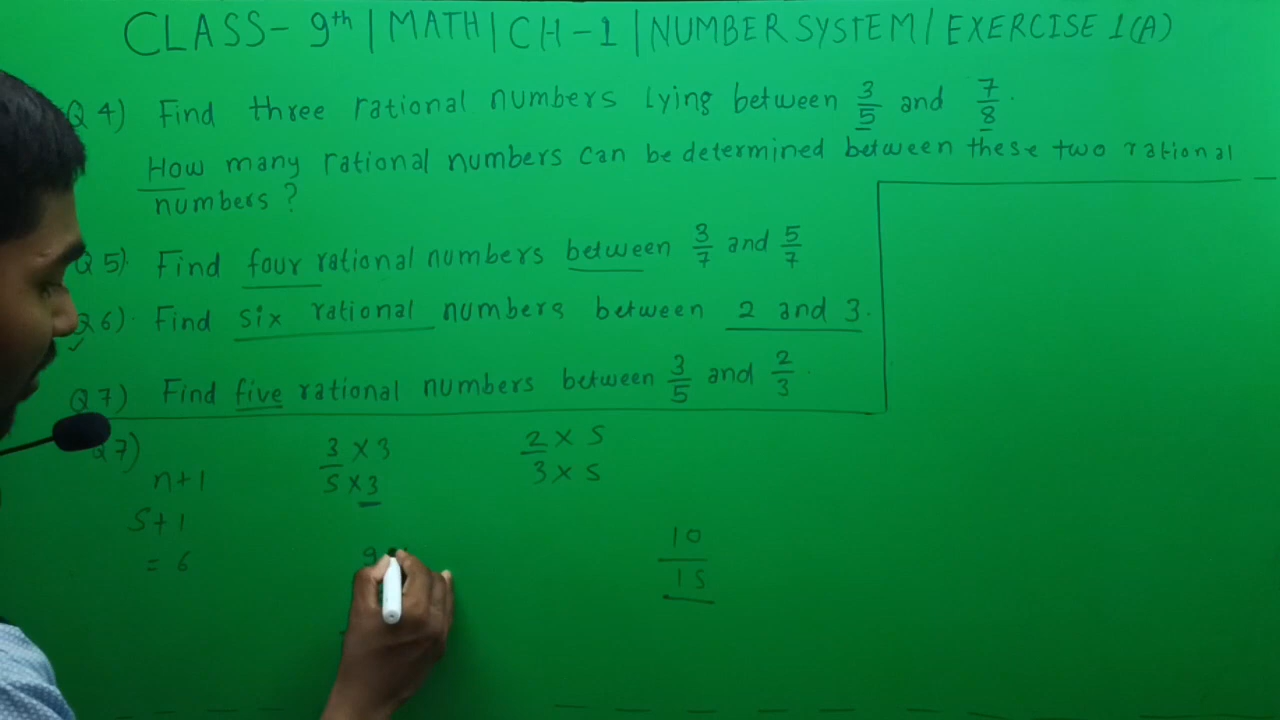 CLASS- 9th | MATH | CH-1 | NUMBER SYSTEM / EXERCISE 1(A)
Q 4) Find three rational numbers lying between 3/5 and 7/8.
How many rational numbers can be determined between these two rational
numbers?
Q 5). Find four rational numbers between 3/7 and 5/7
Q 6). Find six rational numbers between 2 and 3.
Q 7) Find five rational numbers between 3/5 and 2/3.
Q 7)
3 × 3
5 × 3
2 × 5
3 × 5
n+1
5+1
= 6
9
10
15